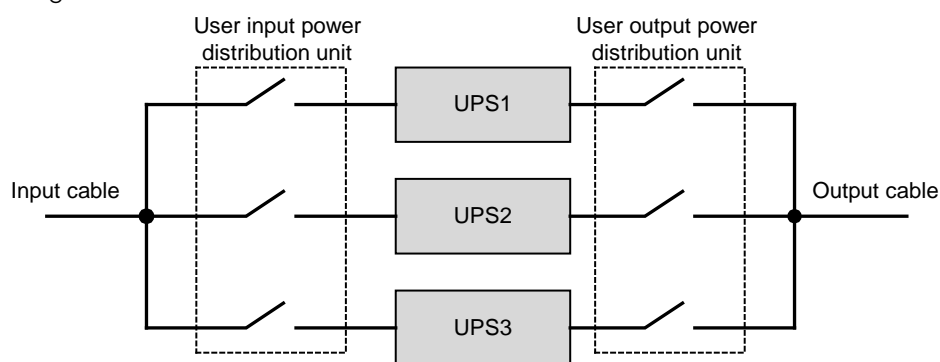 User input power
distribution unit
User output power
distribution unit
UPS1
Input cable
UPS2
Output cable
UPS3